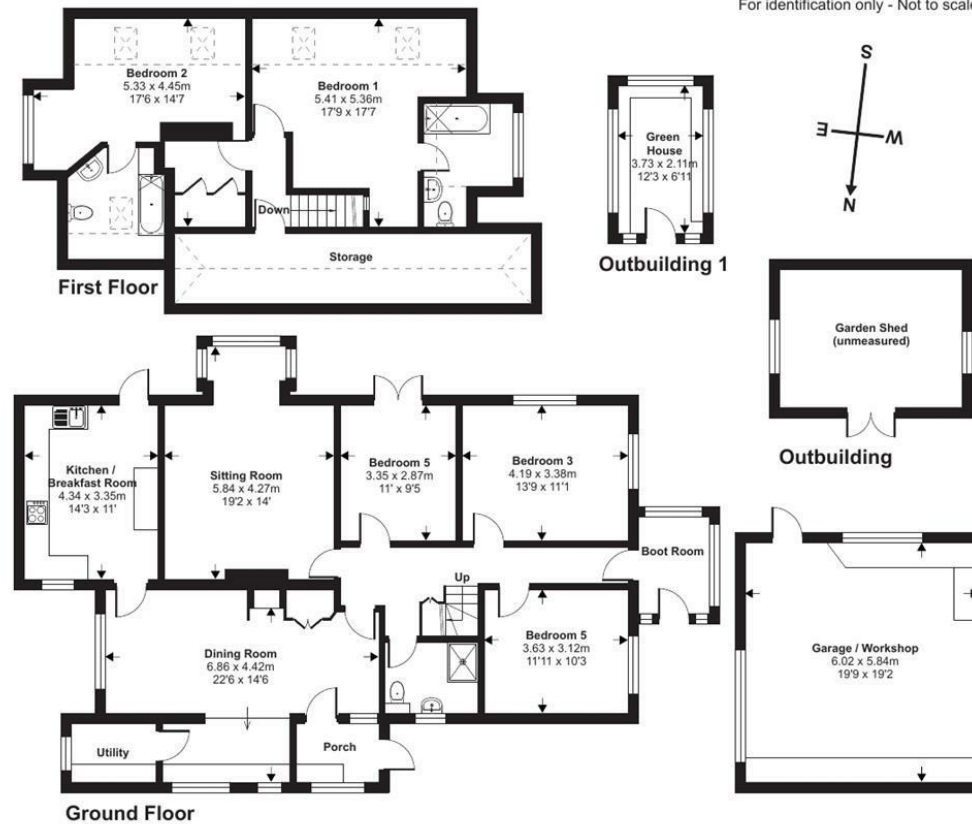 For identification only - Not to scale
S
E
W
N
Bedroom 2
5.33 x 4.45m
17'6 x 14'7
Bedroom 1
5.41 x 5.36m
17'9 x 17'7
Down
Storage
First Floor
Green
House
3.73 x 2.11m
12'3 x 6'11
Outbuilding 1
Garden Shed
(unmeasured)
Outbuilding
Kitchen /
Breakfast Room
4.34 x 3.35m
14'3 x 11'
Sitting Room
5.84 x 4.27m
19'2 x 14'
Bedroom 5
3.35 x 2.87m
11' x 9'5
Bedroom 3
4.19 x 3.38m
13'9 x 11'1
Boot Room
Up
Dining Room
6.86 x 4.42m
22'6 x 14'6
Bedroom 5
3.63 x 3.12m
11'11 x 10'3
Utility
Porch
Garage / Workshop
6.02 x 5.84m
19'9 x 19'2
Ground Floor